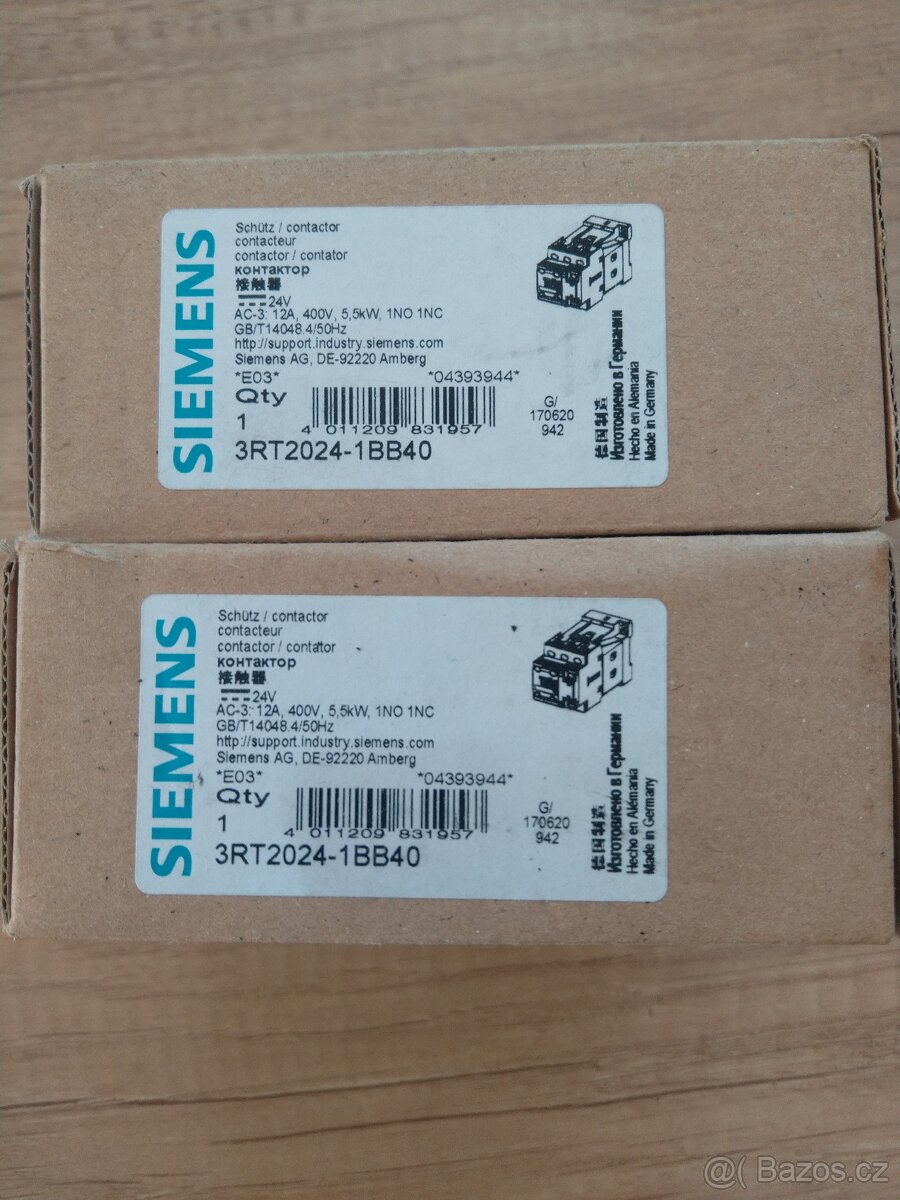 SIEMENS
Schütz / contactor
contacteur
contactor / contator
контактор
接触器
24V
AC-3: 12A, 400V, 5,5kW, 1NO 1NC
GB/T14048.4/50Hz
http://support.industry.siemens.com
Siemens AG, DE-92220 Amberg
*E03* *04393944*
Qty
1
4 011209 831957
3RT2024-1BB40
G/
170620
942
德国制造
Изготовлено в Германии
Hecho en Alemania
Made in Germany
SIEMENS
Schütz / contactor
contacteur
contactor / contator
контактор
接触器
24V
AC-3: 12A, 400V, 5,5kW, 1NO 1NC
GB/T14048.4/50Hz
http://support.industry.siemens.com
Siemens AG, DE-92220 Amberg
*E03* *04393944*
Qty
1
4 011209 831957
3RT2024-1BB40
G/
170620
942
德国制造
Изготовлено в Германии
Hecho en Alemania
Made in Germany
@( Bazos.cz